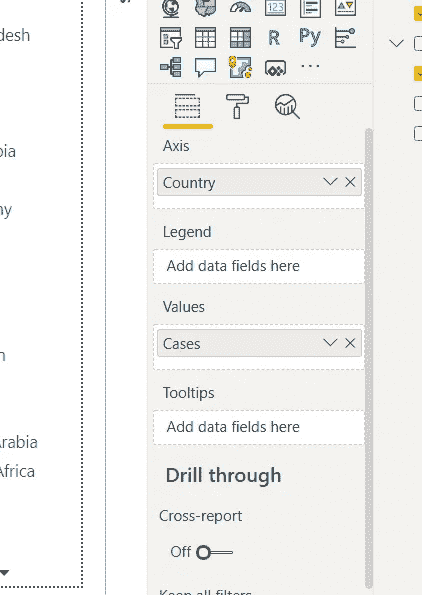 desh
123
R
Py
Axis
Country
Legend
Add data fields here
Values
Cases
Tooltips
Add data fields here
Drill through
Cross-report
Off
Keep all filters
bia
ny
n
rabia
Africa